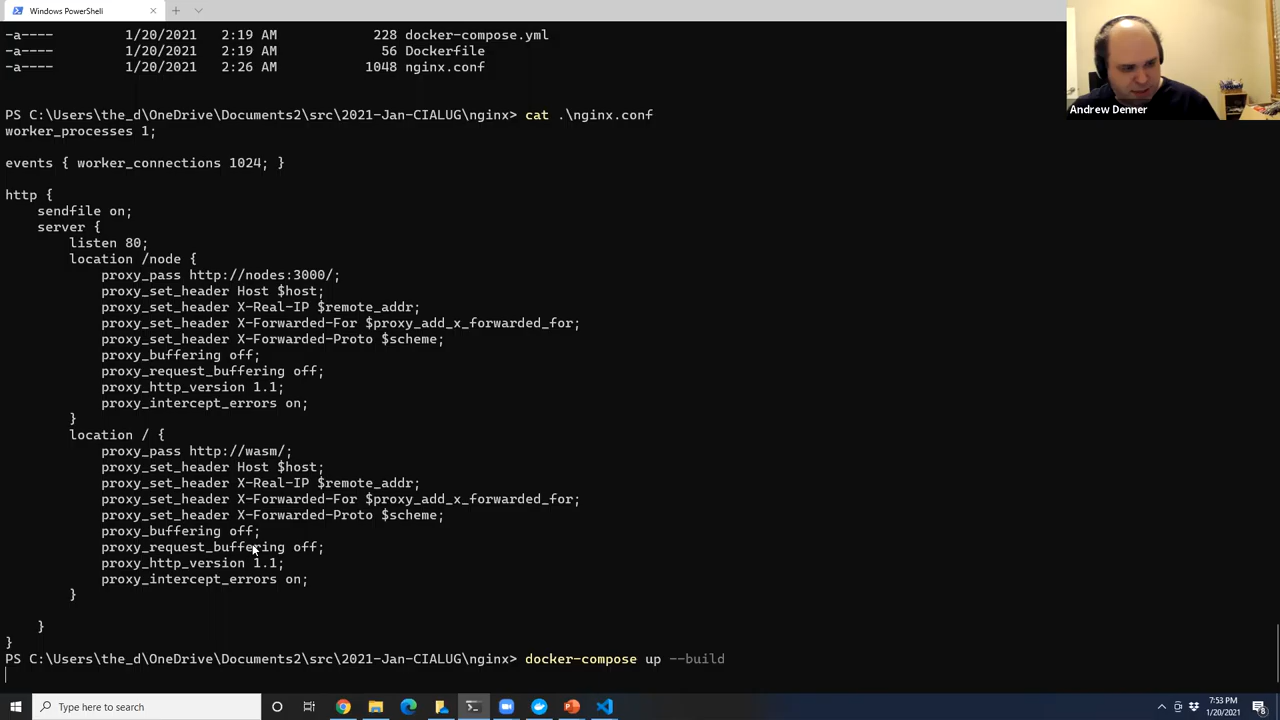 Windows PowerShell
-a---- 1/20/2021 2:19 AM 228 docker-compose.yml
-a---- 1/20/2021 2:19 AM 56 Dockerfile
-a---- 1/20/2021 2:26 AM 1048 nginx.conf
Andrew Denner
PS C:\Users\the_d\OneDrive\Documents2\src\2021-Jan-CIALUG\nginx> cat .\nginx.conf
worker_processes 1;
events { worker_connections 1024; }
http {
sendfile on;
server {
listen 80;
location /node {
proxy_pass http://nodes:3000/;
proxy_set_header Host $host;
proxy_set_header X-Real-IP $remote_addr;
proxy_set_header X-Forwarded-For $proxy_add_x_forwarded_for;
proxy_set_header X-Forwarded-Proto $scheme;
proxy_buffering off;
proxy_request_buffering off;
proxy_http_version 1.1;
proxy_intercept_errors on;
}
location / {
proxy_pass http://wasm/;
proxy_set_header Host $host;
proxy_set_header X-Real-IP $remote_addr;
proxy_set_header X-Forwarded-For $proxy_add_x_forwarded_for;
proxy_set_header X-Forwarded-Proto $scheme;
proxy_buffering off;
proxy_request_buffering off;
proxy_http_version 1.1;
proxy_intercept_errors on;
}
}
}
PS C:\Users\the_d\OneDrive\Documents2\src\2021-Jan-CIALUG\nginx> docker-compose up --build
Type here to search
7:53 PM
1/20/2021